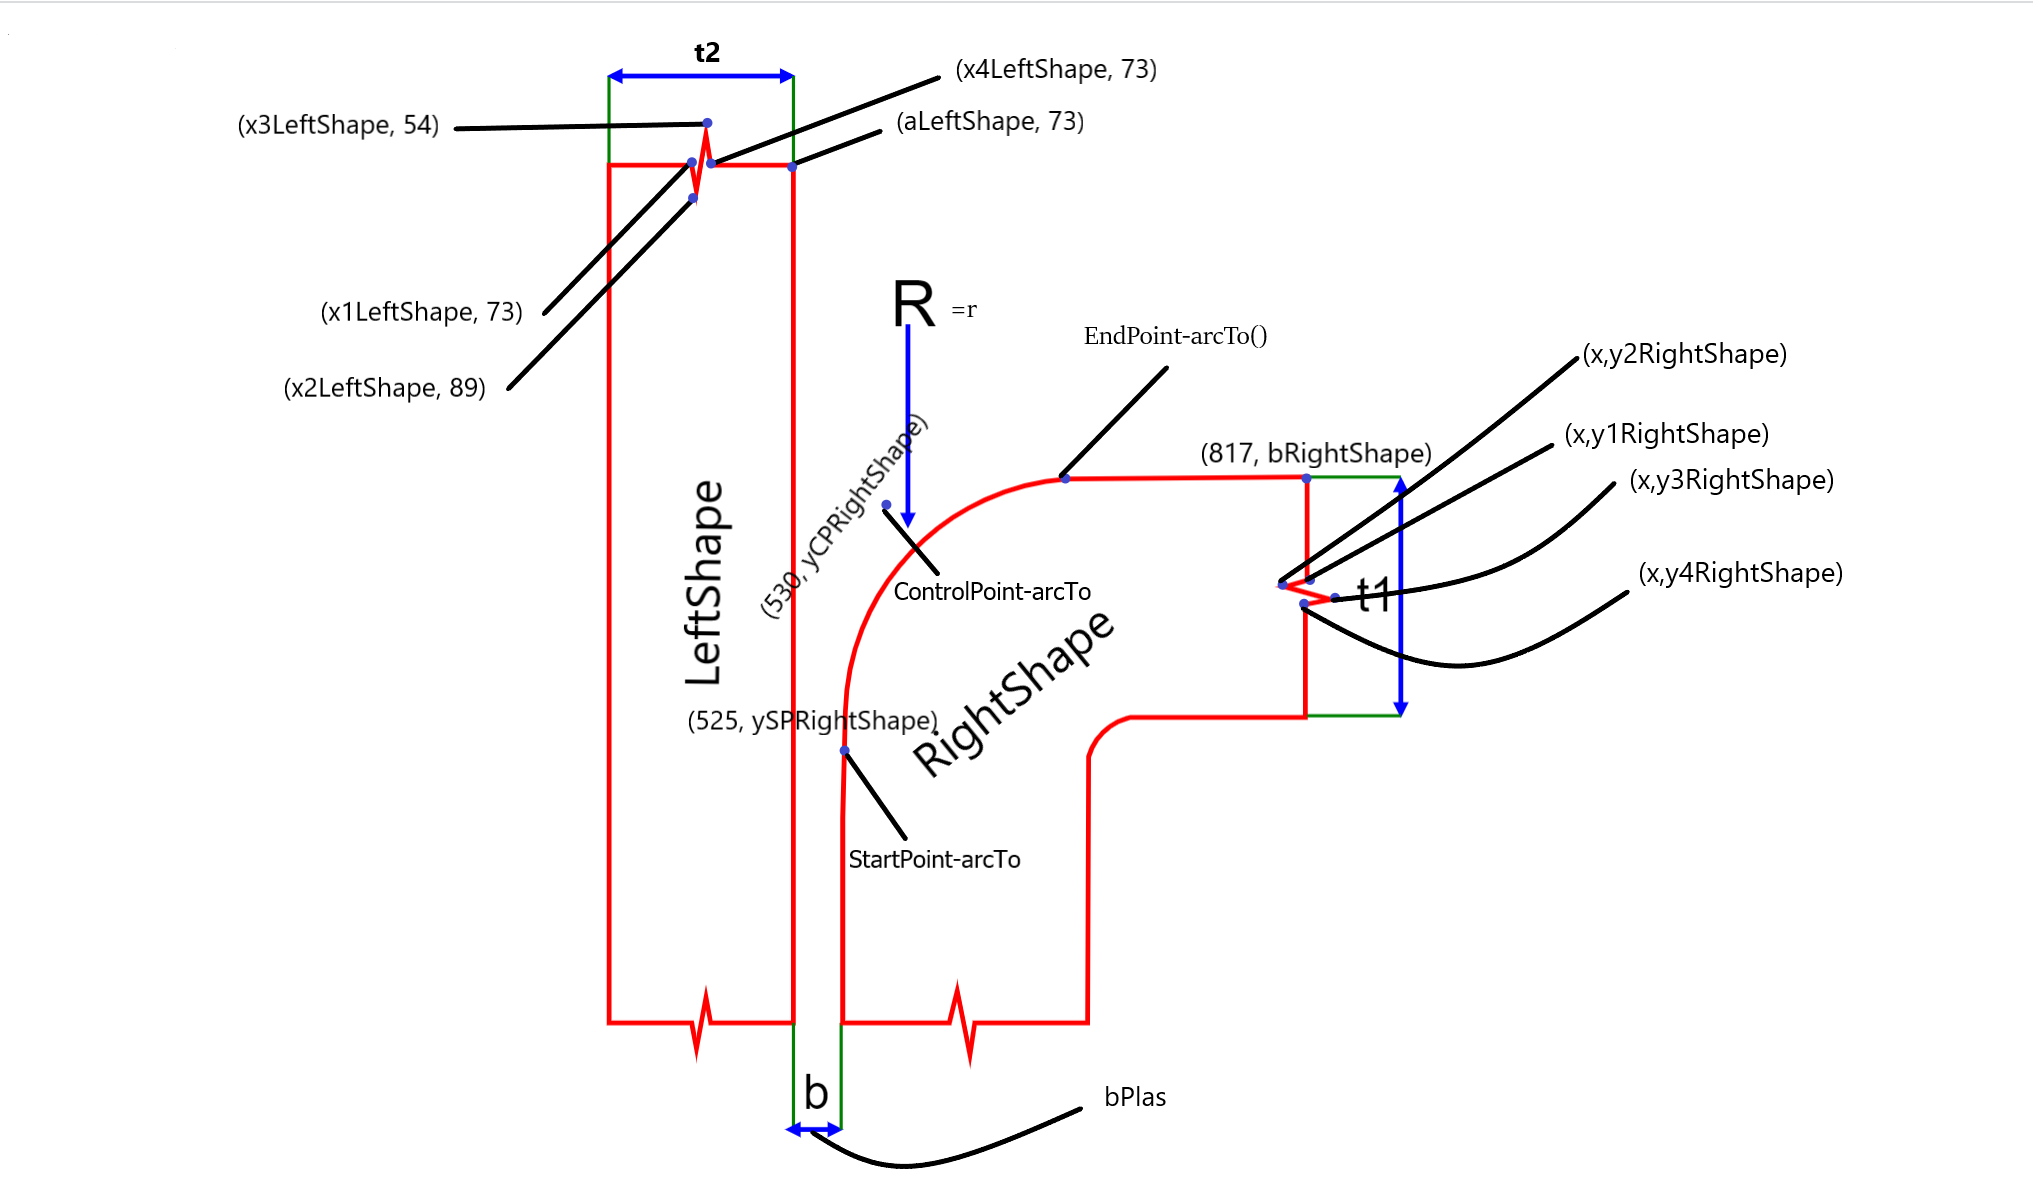 t2
(x4LeftShape, 73)
(x3LeftShape, 54)
(aLeftShape, 73)
(x1LeftShape, 73)
R =r
EndPoint-arcTo()
(x,y2RightShape)
(x2LeftShape, 89)
(x,y1RightShape)
(817, bRightShape)
(x,y3RightShape)
(530, yCPRightShape)
LeftShape
ControlPoint-arcTo
t1
(x,y4RightShape)
RightShape
(525, ySPRightShape)
StartPoint-arcTo
b
bPlas